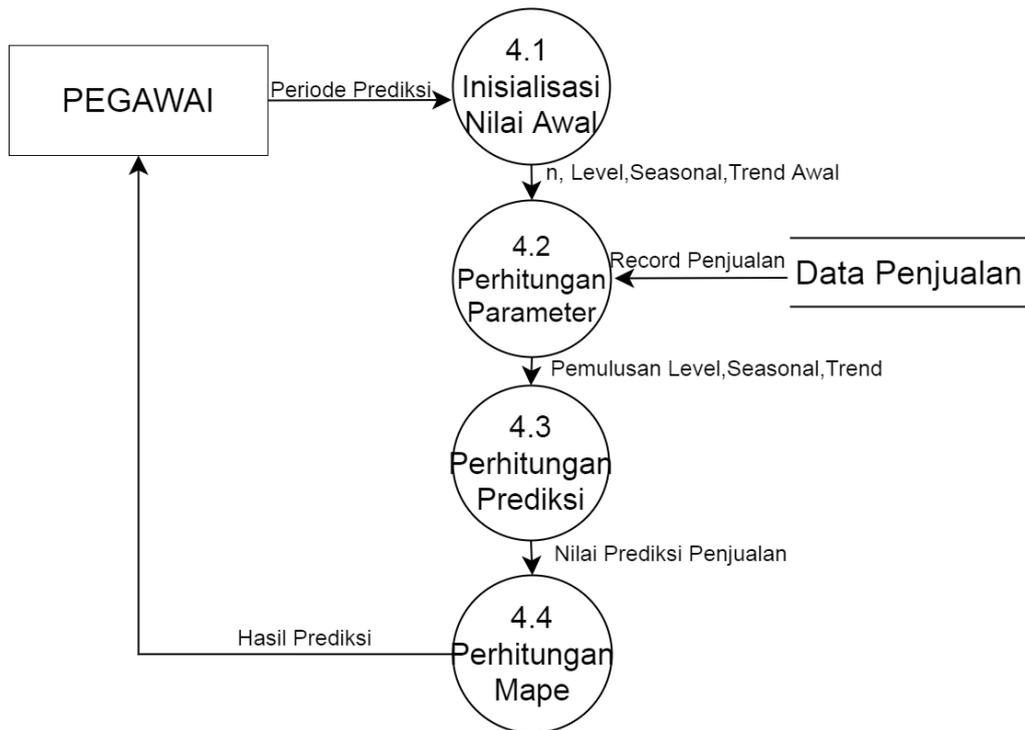 PEGAWAI
Periode Prediksi
4.1
Inisialisasi
Nilai Awal
n, Level,Seasonal,Trend Awal
4.2
Perhitungan
Parameter
Record Penjualan
Data Penjualan
Pemulusan Level,Seasonal,Trend
4.3
Perhitungan
Prediksi
Nilai Prediksi Penjualan
4.4
Perhitungan
Mape
Hasil Prediksi